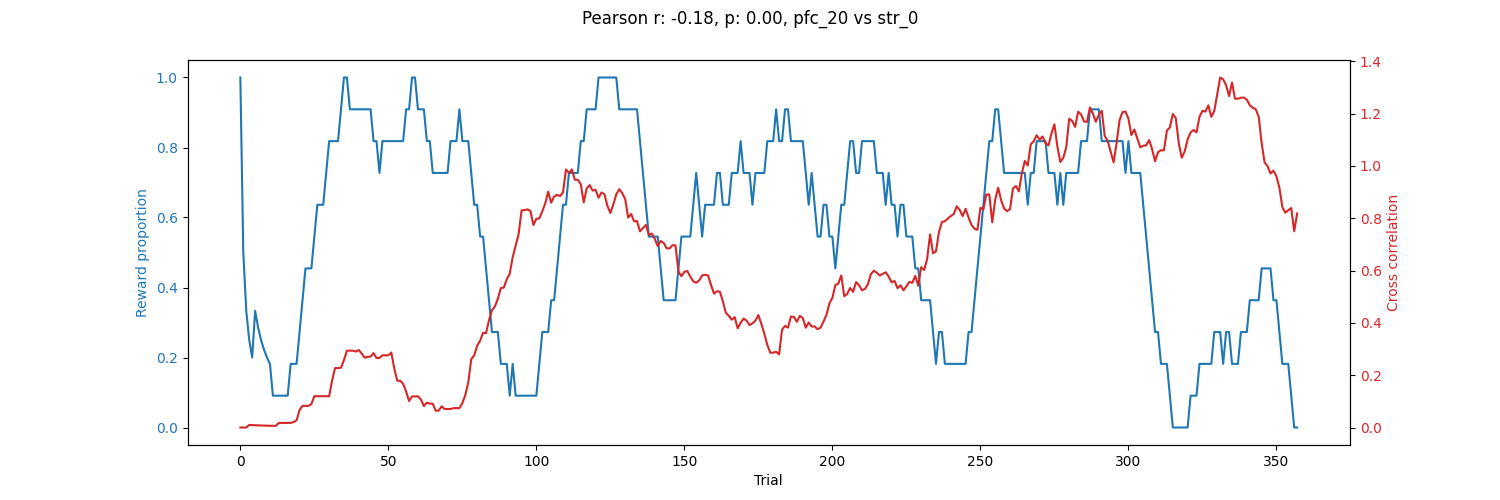 Pearson r: -0.18, p: 0.00, pfc_20 vs str_0
1.0
0.8
0.6
0.4
0.2
0.0
Reward proportion
1.4
1.2
1.0
0.8
0.6
0.4
0.2
0.0
Cross correlation
0 50 100 150 200 250 300 350
Trial